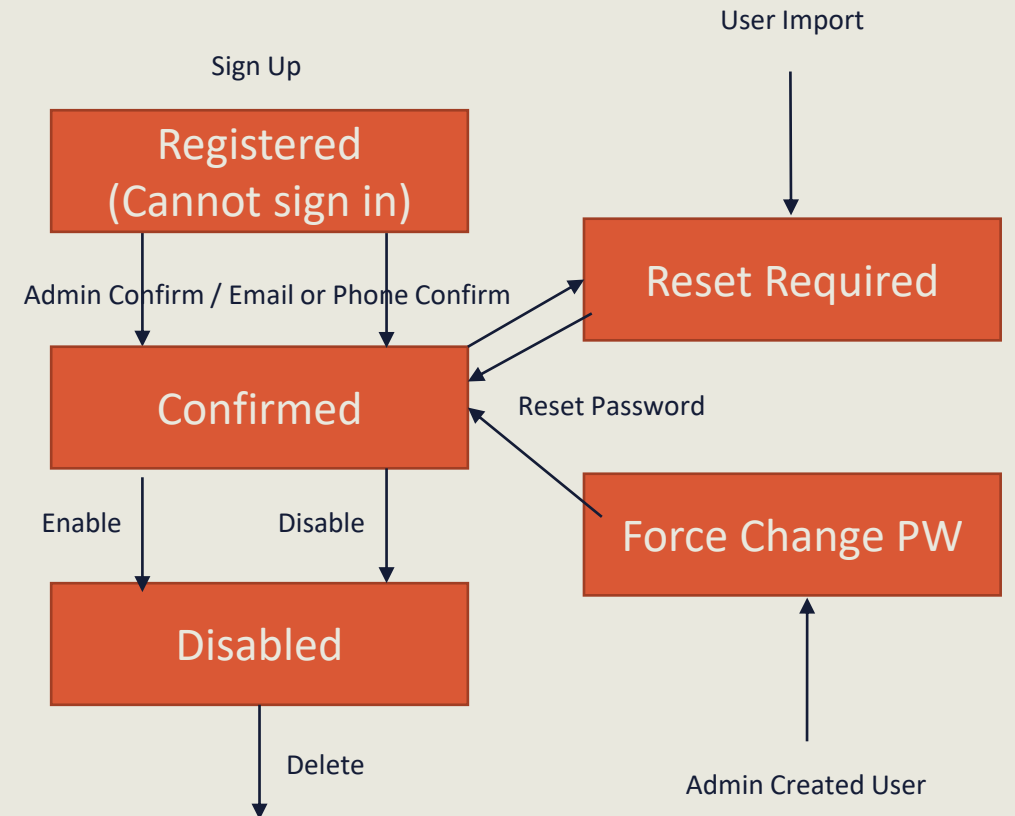 User Import
Sign Up
Registered
(Cannot sign in)
Reset Required
Admin Confirm / Email or Phone Confirm
Confirmed
Reset Password
Enable
Disable
Force Change PW
Disabled
Delete
Admin Created User